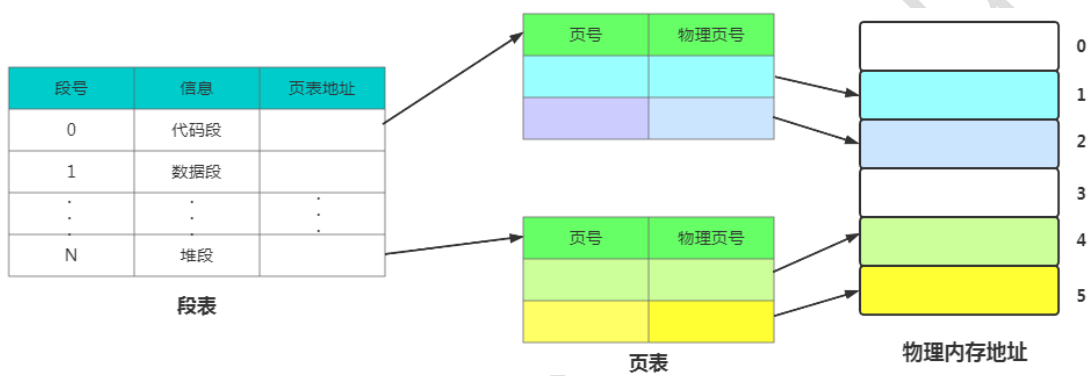 段号 信息 页表地址
0 代码段
1 数据段
N 堆段
段表
页号 物理页号
页号 物理页号
页表
0
1
2
3
4
5
物理内存地址